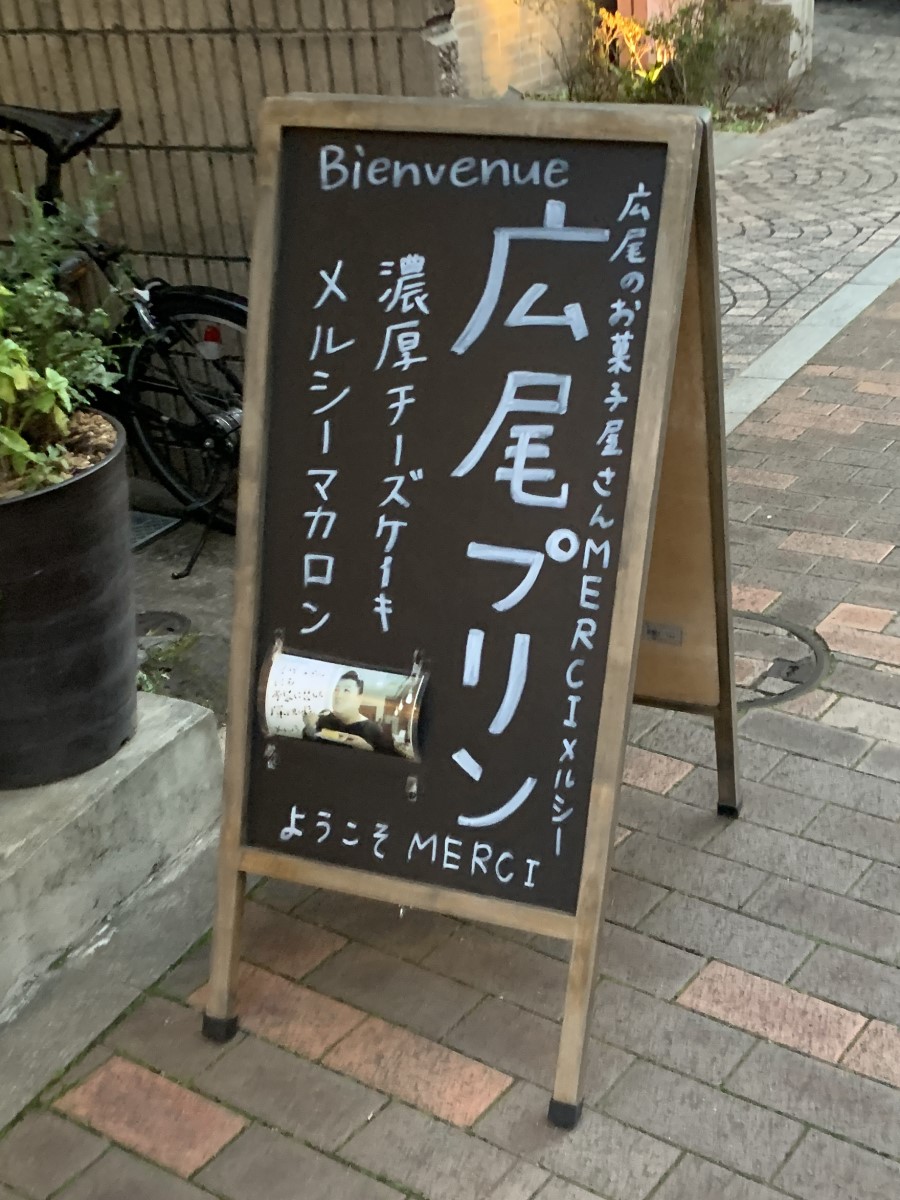 Bienvenue
広尾のお菓子屋さんMERCIメルシー
広尾プリン
濃厚チーズケーキ
メルシーマカロン
ようこそ MERCI